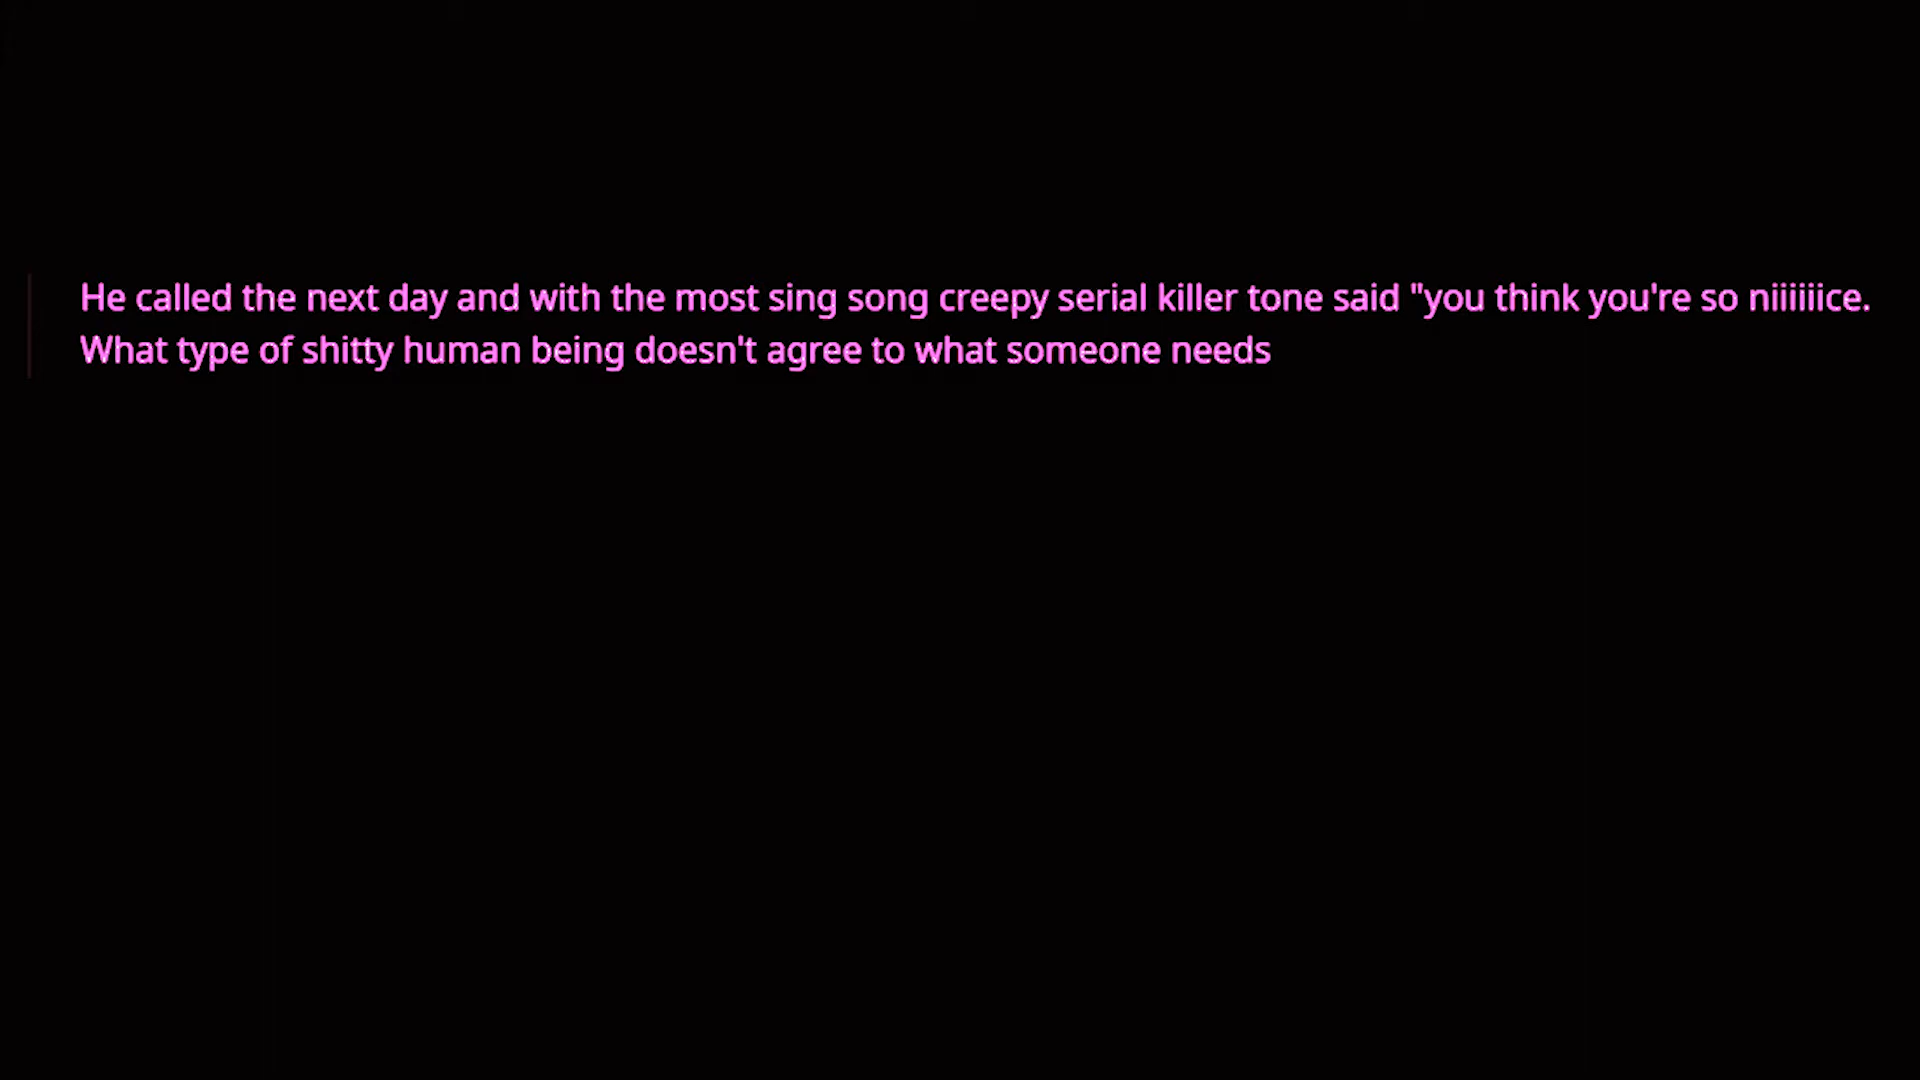 He called the next day and with the most sing song creepy serial killer tone said "you think you're so niiiiiice.
What type of shitty human being doesn't agree to what someone needs